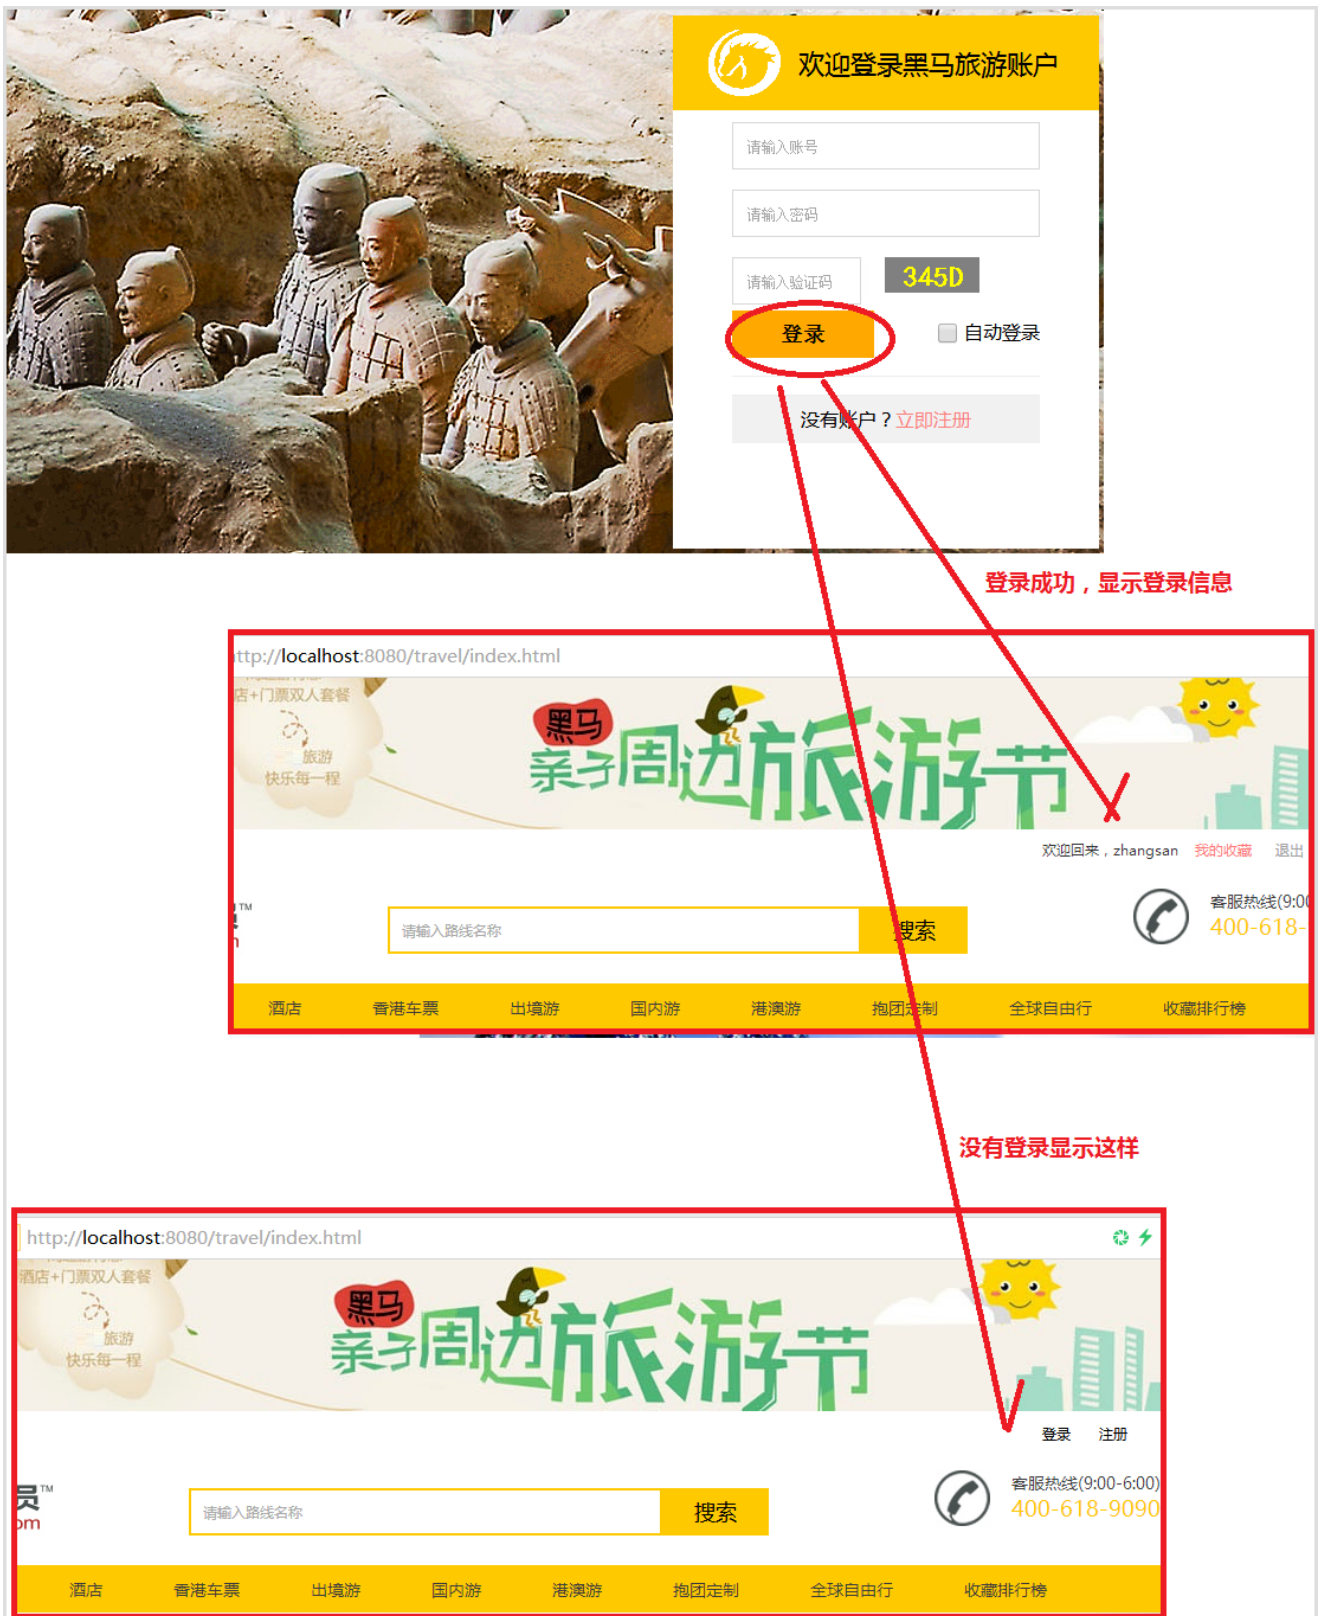 欢迎登录黑马旅游账户
请输入账号
请输入密码
请输入验证码 345D
登录 自动登录
没有账户？立即注册
登录成功，显示登录信息
ttp://localhost:8080/travel/index.html
店+门票双人套餐
旅游
快乐每一程
黑马
亲子周边旅游节
欢迎回来，zhangsan 我的收藏 退出
TM
请输入路线名称 搜索
客服热线(9:00
400-618-
酒店 香港车票 出境游 国内游 港澳游 抱团定制 全球自由行 收藏排行榜
没有登录显示这样
http://localhost:8080/travel/index.html
酒店+门票双人套餐
旅游
快乐每一程
黑马
亲子周边旅游节
登录 注册
员TM
om
请输入路线名称 搜索
客服热线(9:00-6:00)
400-618-9090
酒店 香港车票 出境游 国内游 港澳游 抱团定制 全球自由行 收藏排行榜